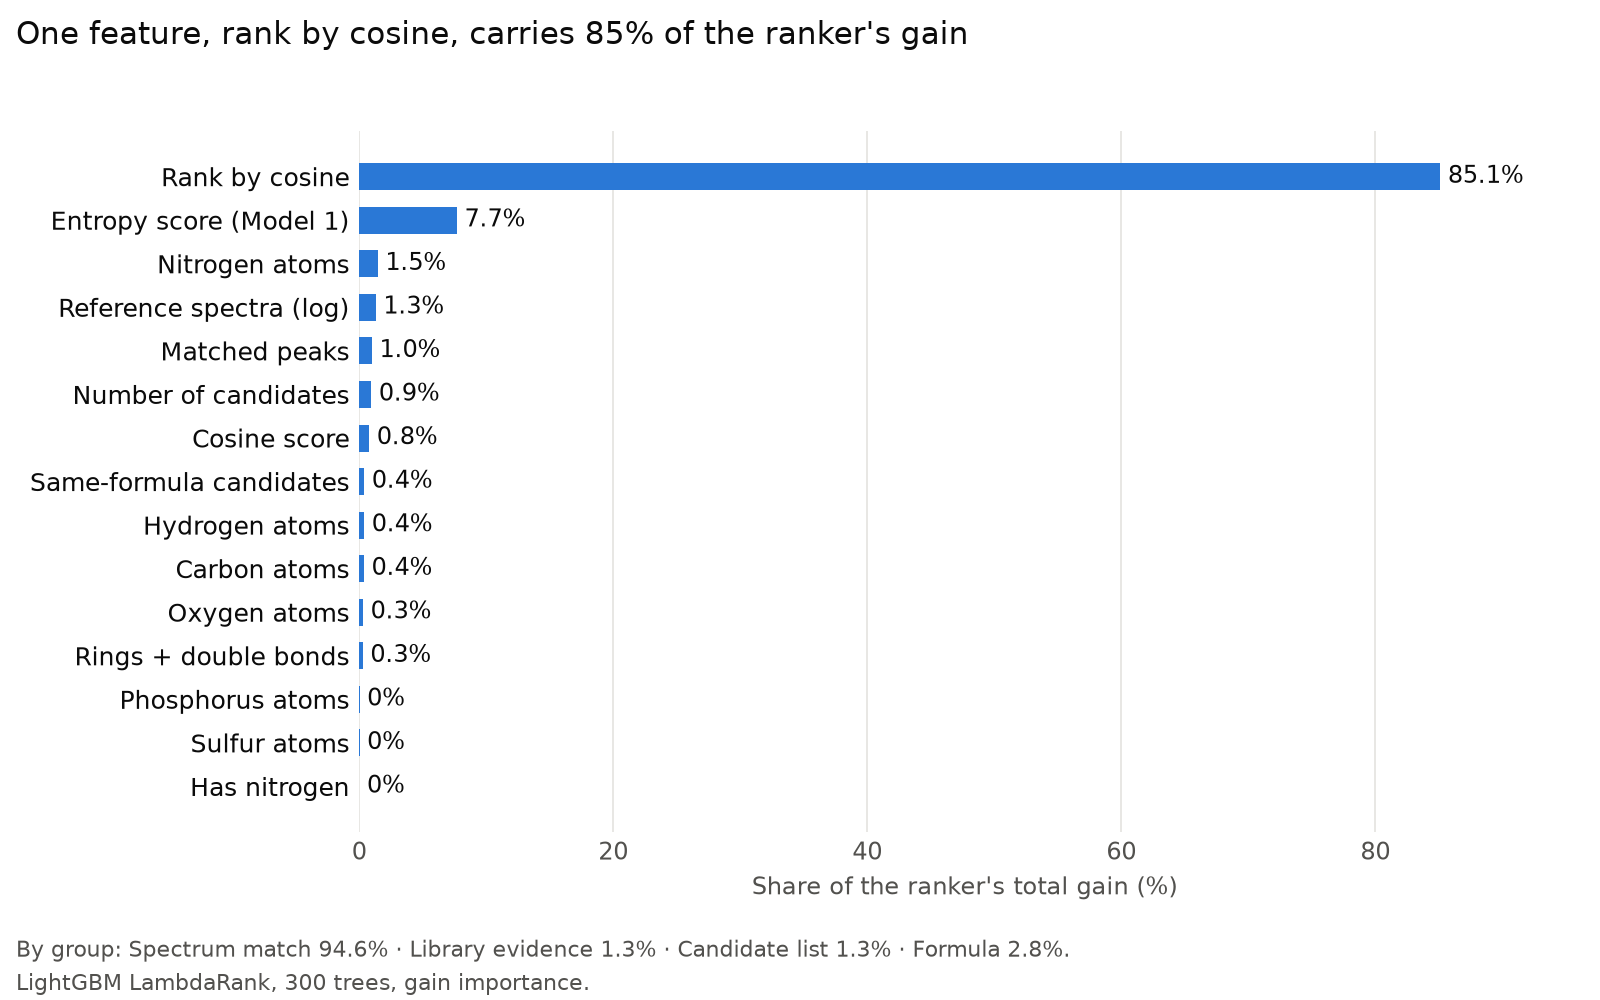 One feature, rank by cosine, carries 85% of the ranker's gain
Rank by cosine 85.1%
Entropy score (Model 1) 7.7%
Nitrogen atoms 1.5%
Reference spectra (log) 1.3%
Matched peaks 1.0%
Number of candidates 0.9%
Cosine score 0.8%
Same-formula candidates 0.4%
Hydrogen atoms 0.4%
Carbon atoms 0.4%
Oxygen atoms 0.3%
Rings + double bonds 0.3%
Phosphorus atoms 0%
Sulfur atoms 0%
Has nitrogen 0%
0 20 40 60 80
Share of the ranker's total gain (%)
By group: Spectrum match 94.6% · Library evidence 1.3% · Candidate list 1.3% · Formula 2.8%.
LightGBM LambdaRank, 300 trees, gain importance.